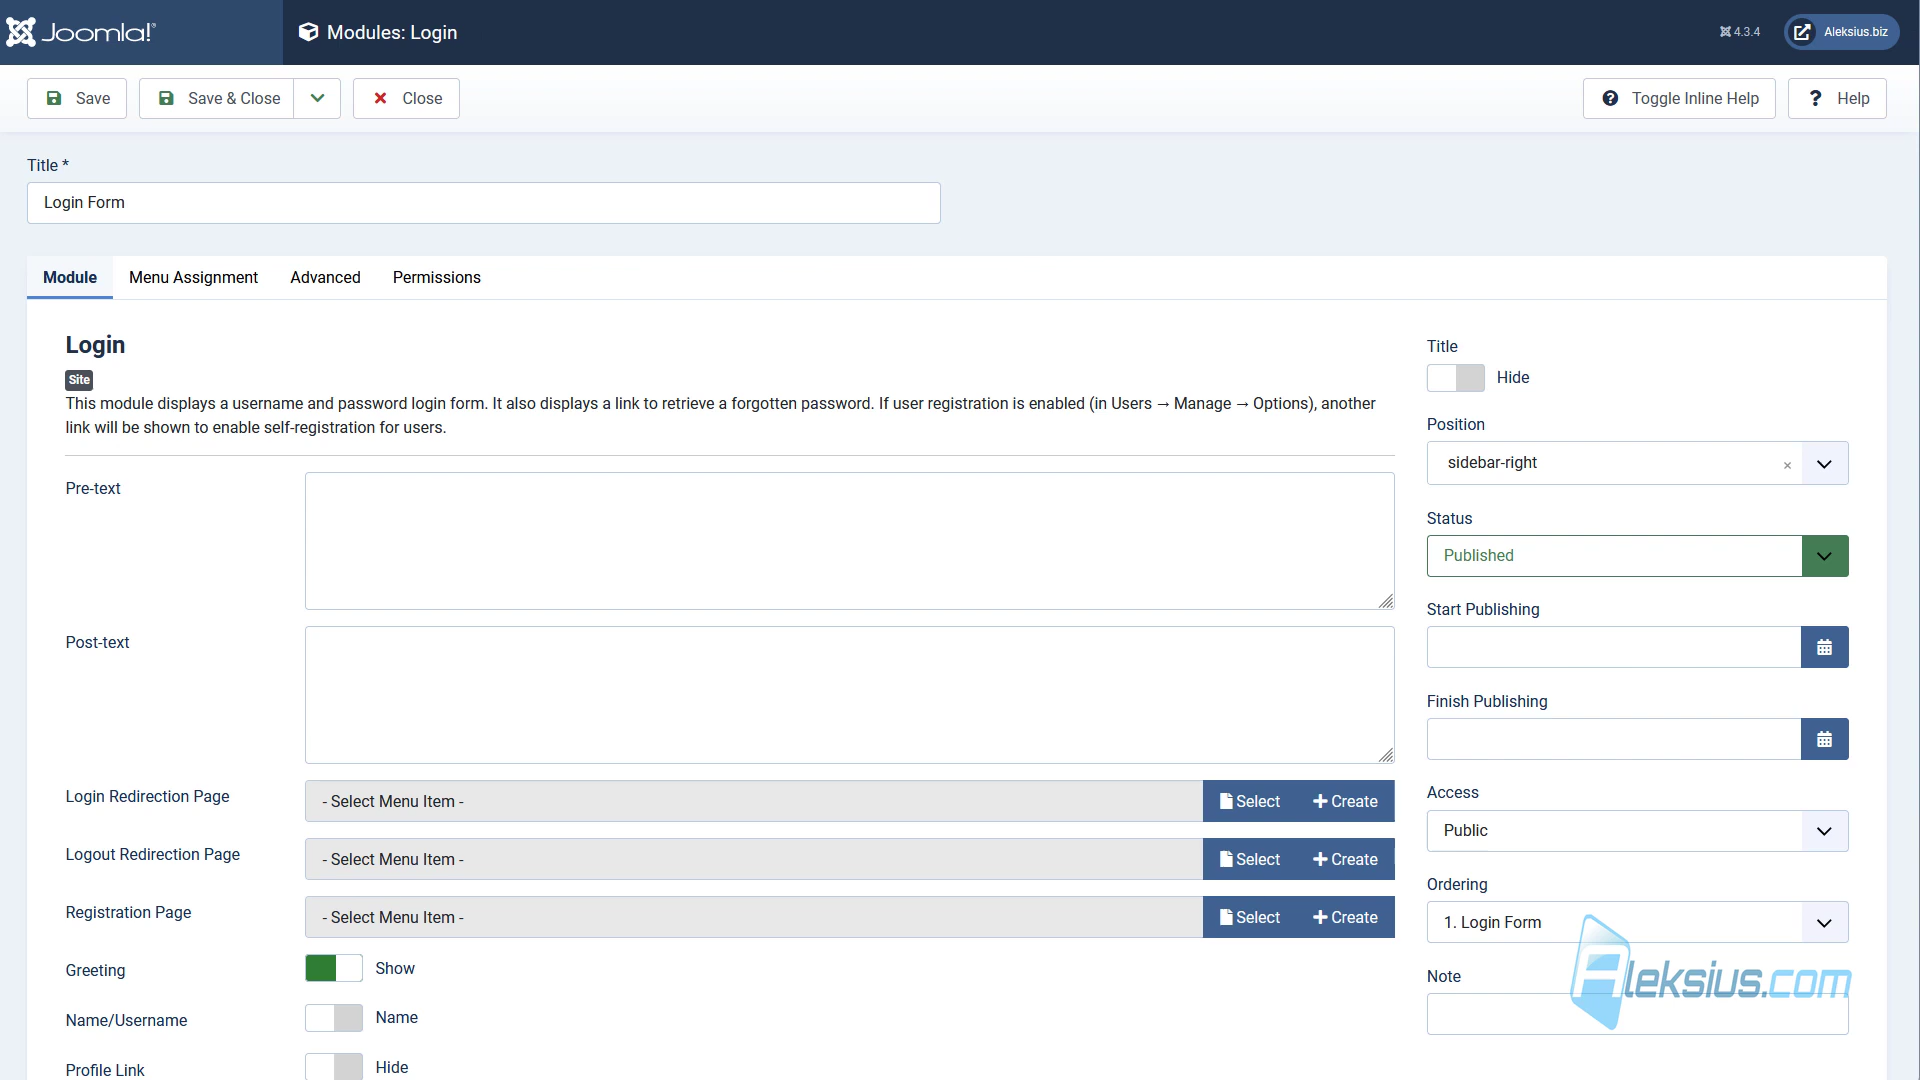 Joomla!
Modules: Login
4.3.4
Aleksius.biz
Save
Save & Close
Close
Toggle Inline Help
? Help
Title *
Login Form
Module
Menu Assignment
Advanced
Permissions
Login
Site
This module displays a username and password login form. It also displays a link to retrieve a forgotten password. If user registration is enabled (in Users → Manage → Options), another
link will be shown to enable self-registration for users.
Pre-text
Post-text
Login Redirection Page
- Select Menu Item -
Select
Create
Logout Redirection Page
- Select Menu Item -
Select
Create
Registration Page
- Select Menu Item -
Select
Create
Greeting
Show
Name/Username
Name
Profile Link
Hide
Title
Hide
Position
sidebar-right
×
Status
Published
Start Publishing
Finish Publishing
Access
Public
Ordering
1. Login Form
Note
Aleksius.com